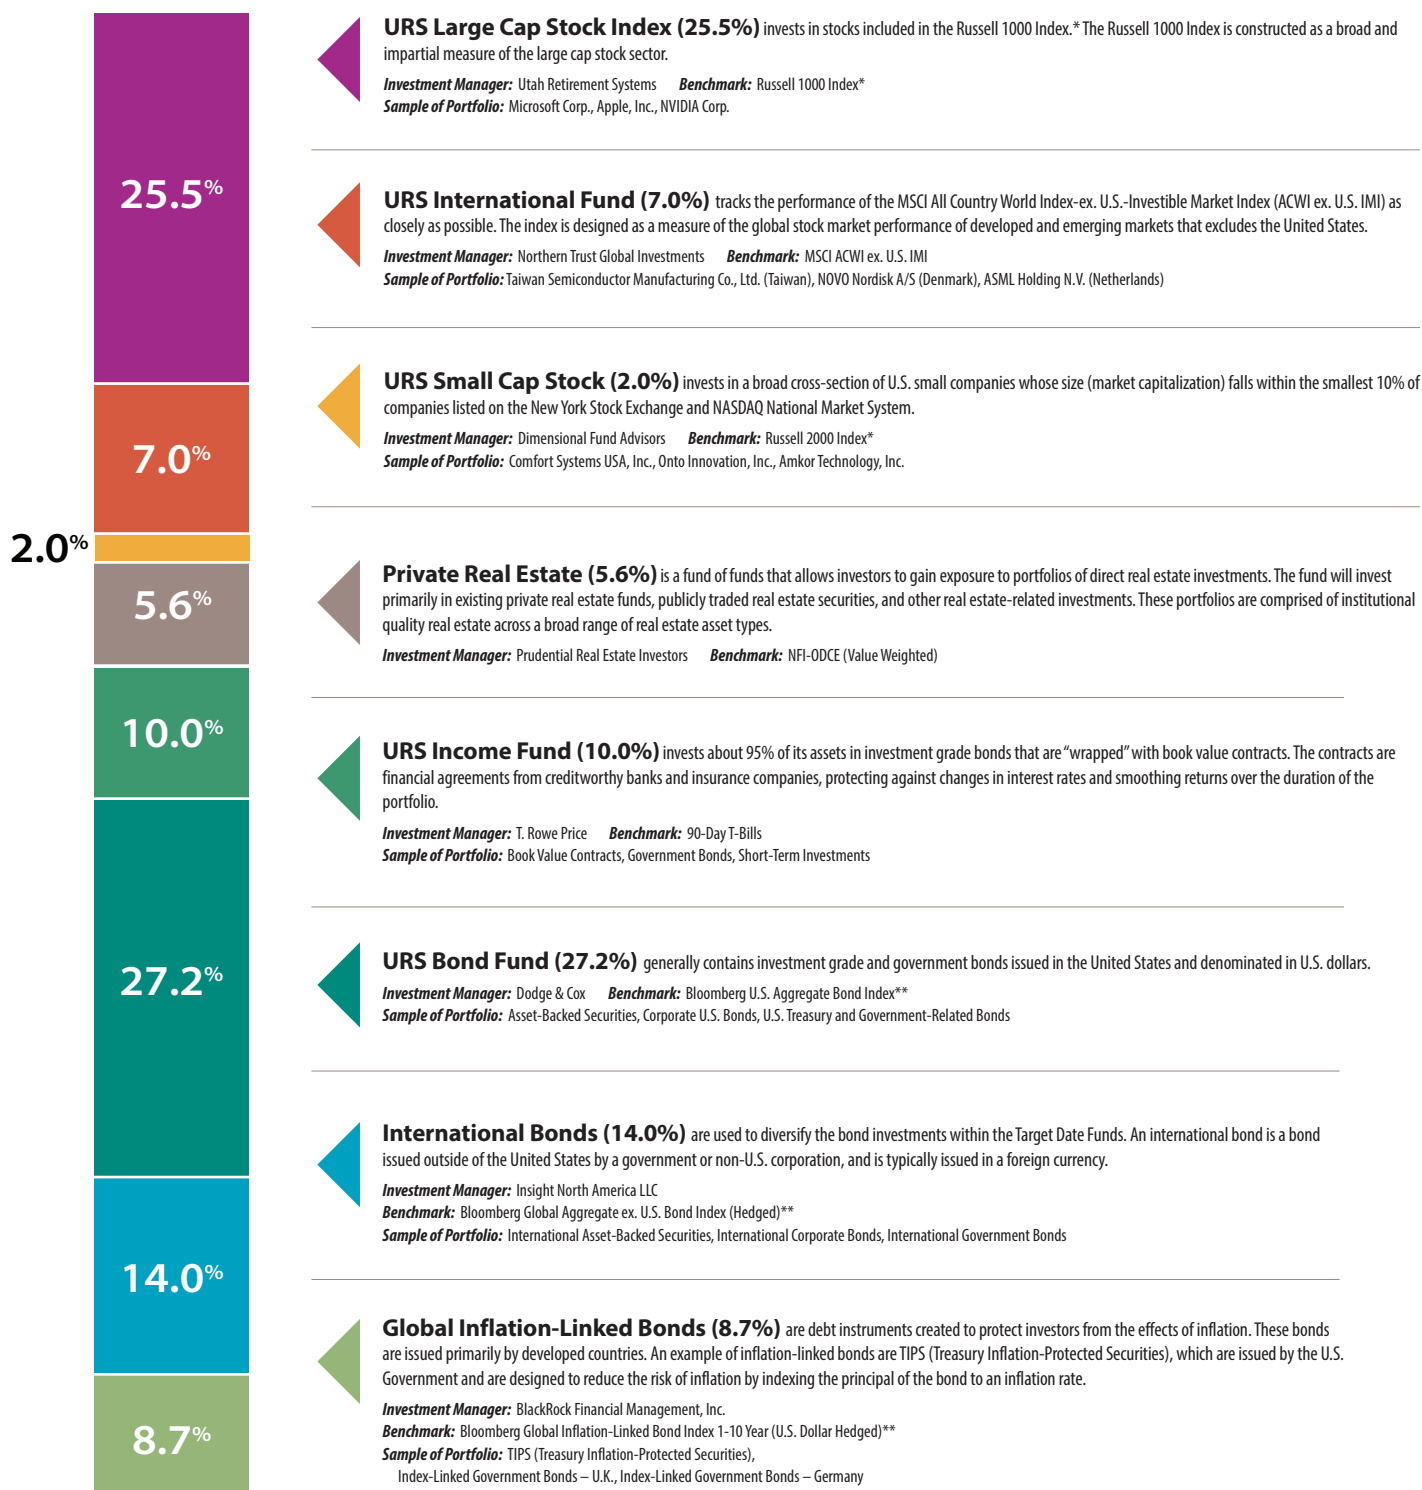 25.5%
7.0%
2.0%
5.6%
10.0%
27.2%
14.0%
8.7%
URS Large Cap Stock Index (25.5%) invests in stocks included in the Russell 1000 Index.* The Russell 1000 Index is constructed as a broad and
impartial measure of the large cap stock sector.
Investment Manager: Utah Retirement Systems Benchmark: Russell 1000 Index*
Sample of Portfolio: Microsoft Corp., Apple, Inc., NVIDIA Corp.
URS International Fund (7.0%) tracks the performance of the MSCI All Country World Index-ex. U.S.-Investible Market Index (ACWI ex. U.S. IMI) as
closely as possible. The index is designed as a measure of the global stock market performance of developed and emerging markets that excludes the United States.
Investment Manager: Northern Trust Global Investments Benchmark: MSCI ACWI ex. U.S. IMI
Sample of Portfolio: Taiwan Semiconductor Manufacturing Co., Ltd. (Taiwan), NOVO Nordisk A/S (Denmark), ASML Holding N.V. (Netherlands)
URS Small Cap Stock (2.0%) invests in a broad cross-section of U.S. small companies whose size (market capitalization) falls within the smallest 10% of
companies listed on the New York Stock Exchange and NASDAQ National Market System.
Investment Manager: Dimensional Fund Advisors Benchmark: Russell 2000 Index*
Sample of Portfolio: Comfort Systems USA, Inc., Onto Innovation, Inc., Amkor Technology, Inc.
Private Real Estate (5.6%) is a fund of funds that allows investors to gain exposure to portfolios of direct real estate investments. The fund will invest
primarily in existing private real estate funds, publicly traded real estate securities, and other real estate-related investments. These portfolios are comprised of institutional
quality real estate across a broad range of real estate asset types.
Investment Manager: Prudential Real Estate Investors Benchmark: NFI-ODCE (Value Weighted)
URS Income Fund (10.0%) invests about 95% of its assets in investment grade bonds that are “wrapped” with book value contracts. The contracts are
financial agreements from creditworthy banks and insurance companies, protecting against changes in interest rates and smoothing returns over the duration of the
portfolio.
Investment Manager: T. Rowe Price Benchmark: 90-Day T-Bills
Sample of Portfolio: Book Value Contracts, Government Bonds, Short-Term Investments
URS Bond Fund (27.2%) generally contains investment grade and government bonds issued in the United States and denominated in U.S. dollars.
Investment Manager: Dodge & Cox Benchmark: Bloomberg U.S. Aggregate Bond Index**
Sample of Portfolio: Asset-Backed Securities, Corporate U.S. Bonds, U.S. Treasury and Government-Related Bonds
International Bonds (14.0%) are used to diversify the bond investments within the Target Date Funds. An international bond is a bond
issued outside of the United States by a government or non-U.S. corporation, and is typically issued in a foreign currency.
Investment Manager: Insight North America LLC
Benchmark: Bloomberg Global Aggregate ex. U.S. Bond Index (Hedged)**
Sample of Portfolio: International Asset-Backed Securities, International Corporate Bonds, International Government Bonds
Global Inflation-Linked Bonds (8.7%) are debt instruments created to protect investors from the effects of inflation. These bonds
are issued primarily by developed countries. An example of inflation-linked bonds are TIPS (Treasury Inflation-Protected Securities), which are issued by the U.S.
Government and are designed to reduce the risk of inflation by indexing the principal of the bond to an inflation rate.
Investment Manager: BlackRock Financial Management, Inc.
Benchmark: Bloomberg Global Inflation-Linked Bond Index 1-10 Year (U.S. Dollar Hedged)**
Sample of Portfolio: TIPS (Treasury Inflation-Protected Securities),
Index-Linked Government Bonds – U.K., Index-Linked Government Bonds – Germany